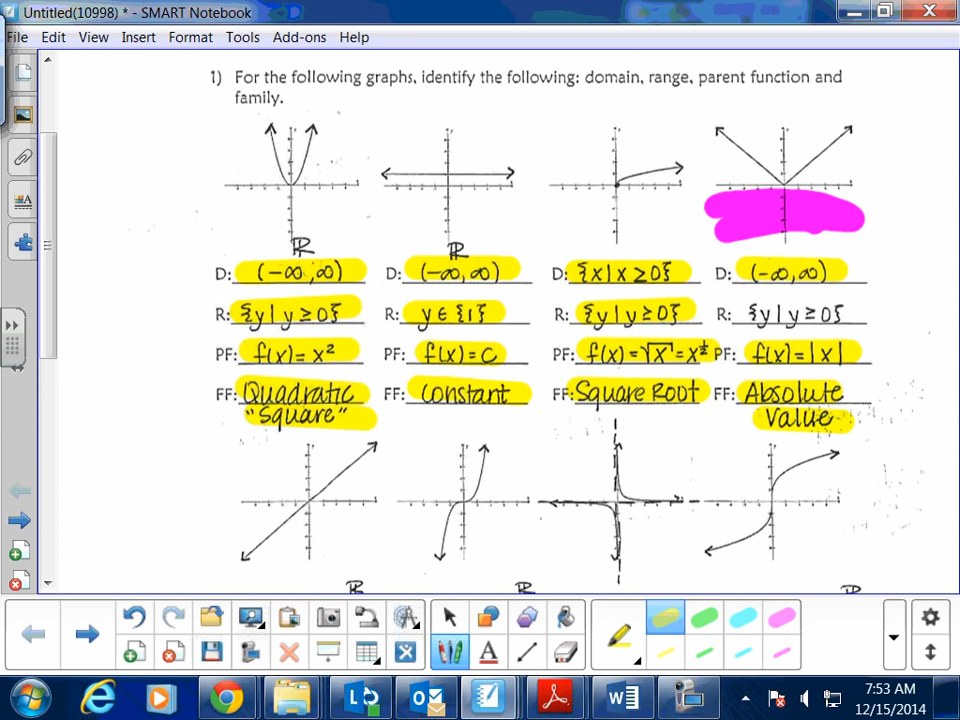 Untitled(10998) * - SMART Notebook
File Edit View Insert Format Tools Add-ons Help
1) For the following graphs, identify the following: domain, range, parent function and
family.
ℝ ℝ
D: (-∞, ∞) D: (-∞, ∞) D: {x | x ≥ 0} D: (-∞, ∞)
R: {y | y ≥ 0} R: y ∈ {1} R: {y | y ≥ 0} R: {y | y ≥ 0}
PF: f(x) = x² PF: f(x) = C PF: f(x) = √x = x^½ PF: f(x) = |x|
FF: Quadratic FF: Constant FF: Square Root FF: Absolute
"Square" Value
ℝ ℝ ℝ
7:53 AM
12/15/2014